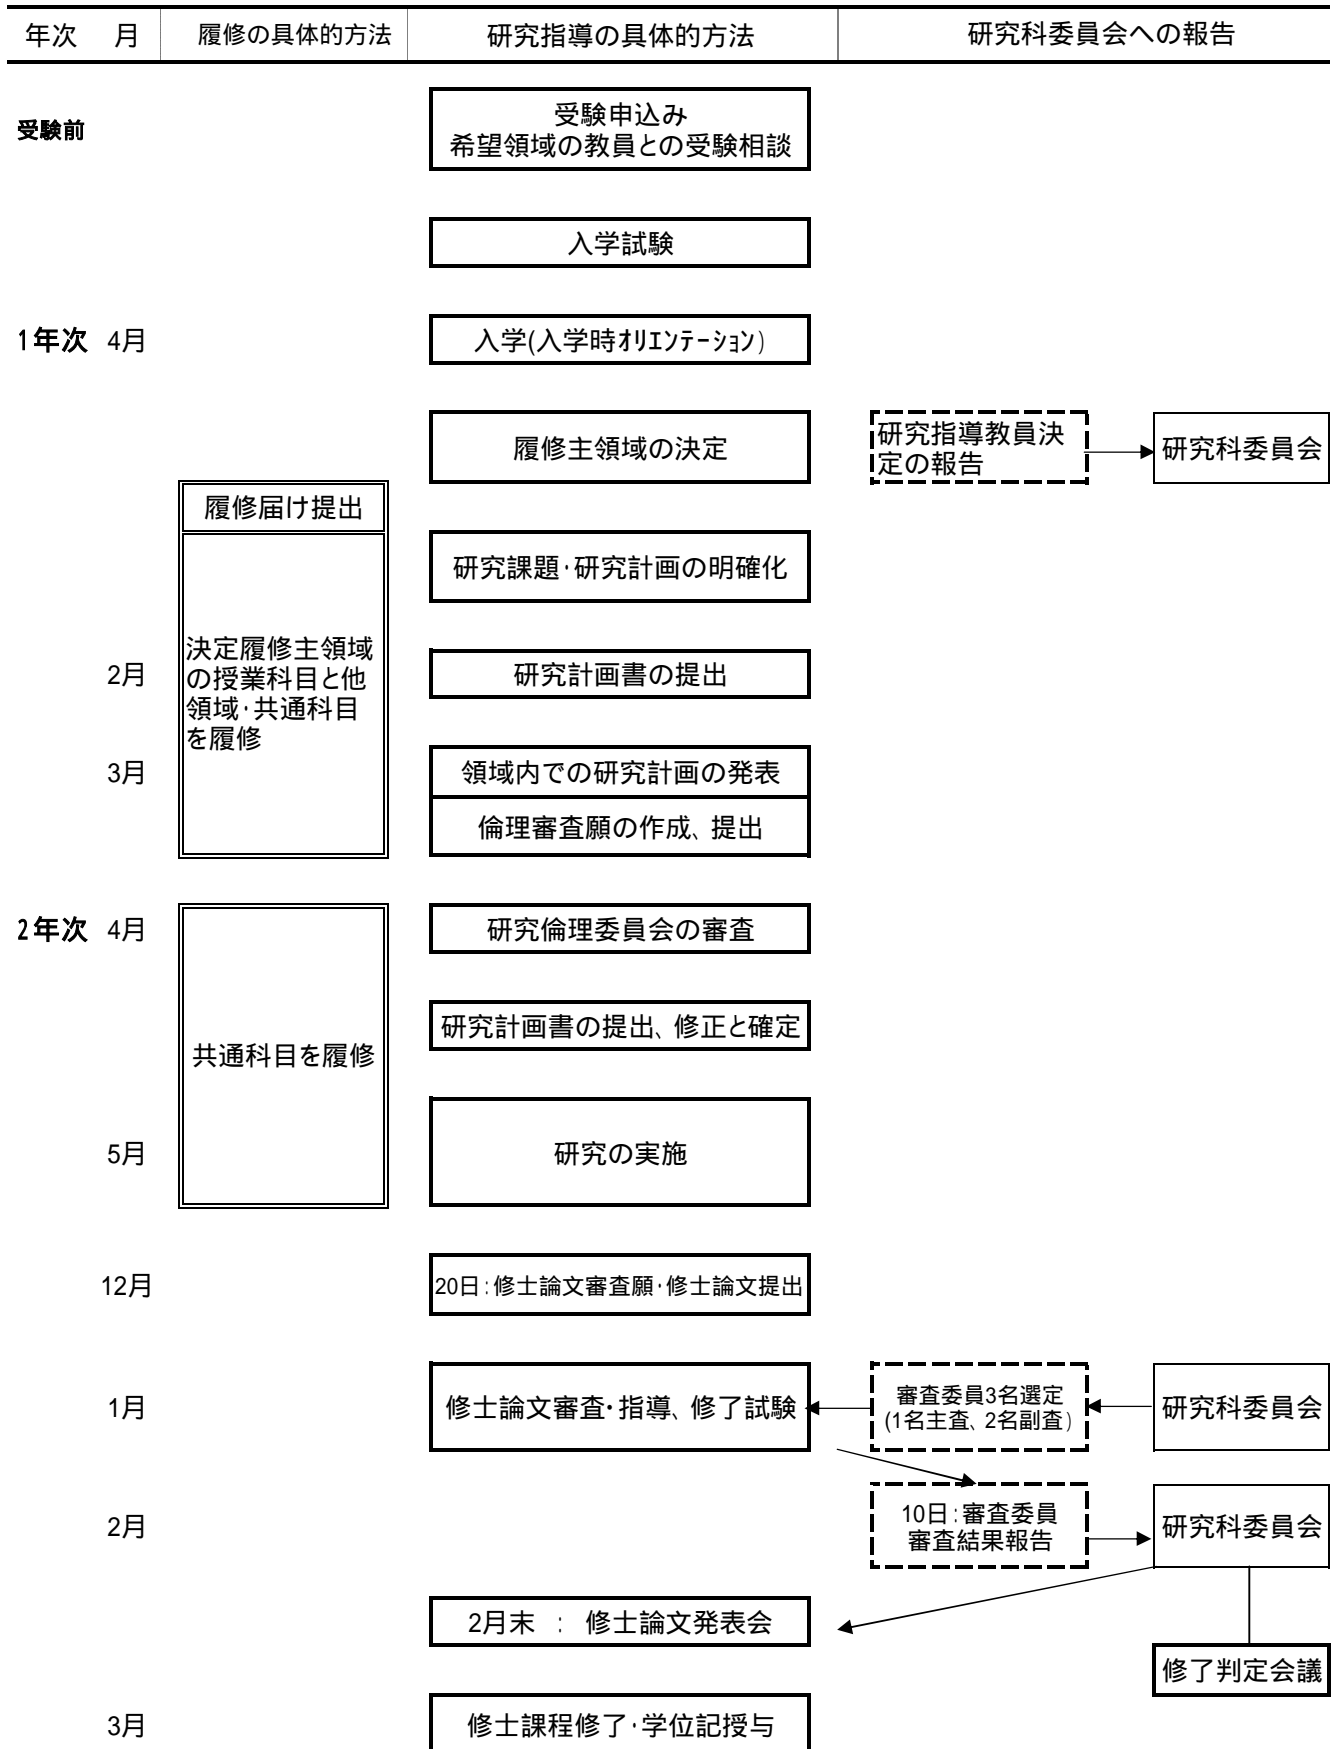 年次 月 履修の具体的方法 研究指導の具体的方法 研究科委員会への報告
受験前
受験申込み
希望領域の教員との受験相談
入学試験
1年次 4月
入学(入学時ｵﾘｴﾝﾃｰｼｮﾝ)
履修主領域の決定
研究指導教員決
定の報告
研究科委員会
履修届け提出
研究課題・研究計画の明確化
決定履修主領域
の授業科目と他
領域・共通科目
を履修
2月
研究計画書の提出
3月
領域内での研究計画の発表
倫理審査願の作成、提出
2年次 4月
研究倫理委員会の審査
研究計画書の提出、修正と確定
共通科目を履修
5月
研究の実施
12月
20日:修士論文審査願・修士論文提出
1月
修士論文審査・指導、修了試験
審査委員3名選定
(1名主査、2名副査)
研究科委員会
2月
10日:審査委員
審査結果報告
研究科委員会
2月末 : 修士論文発表会
修了判定会議
3月
修士課程修了・学位記授与